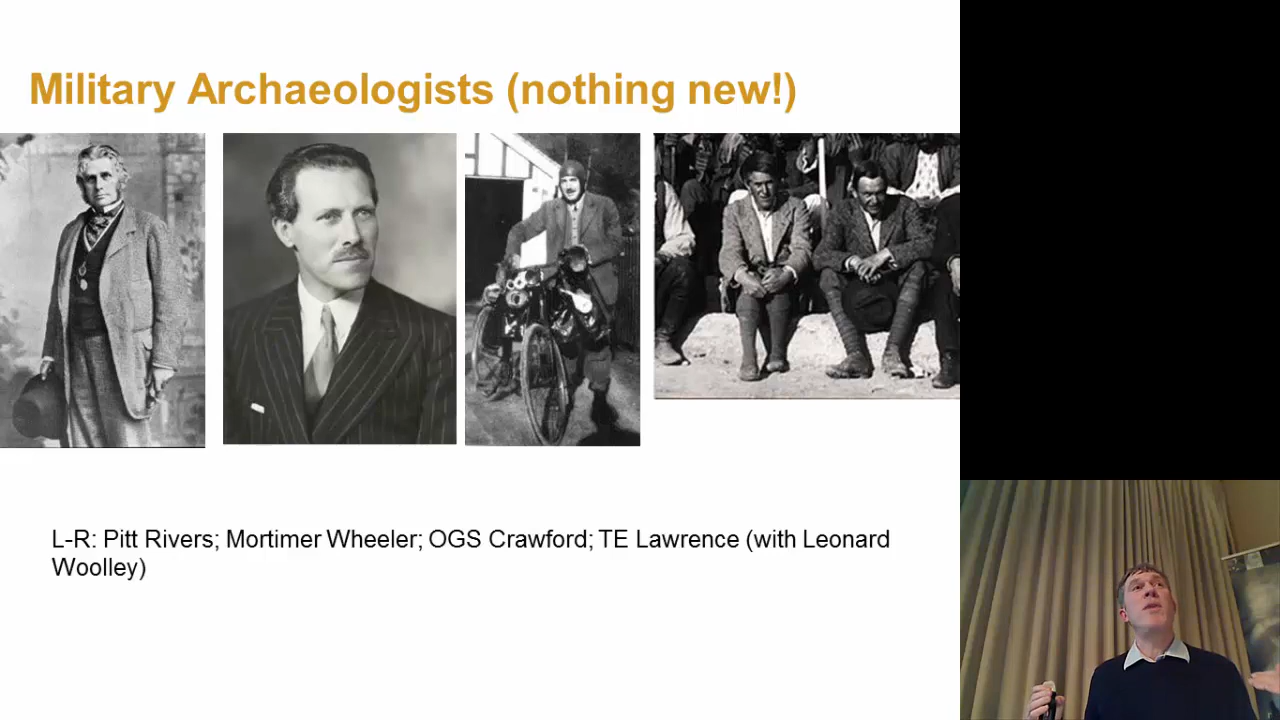 Military Archaeologists (nothing new!)
L-R: Pitt Rivers; Mortimer Wheeler; OGS Crawford; TE Lawrence (with Leonard
Woolley)